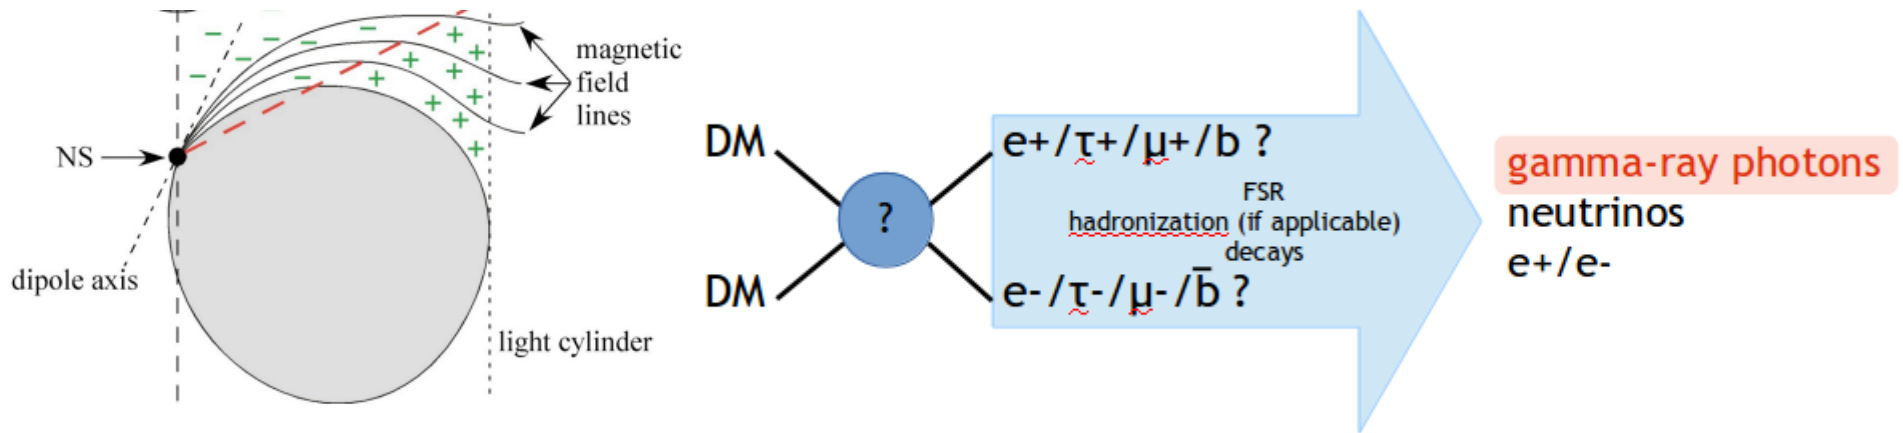 magnetic
field
lines
NS
dipole axis
light cylinder
DM
DM
?
e+/τ+/μ+/b ?
FSR
hadronization (if applicable)
decays
e-/τ-/μ-/b̄ ?
gamma-ray photons
neutrinos
e+/e-